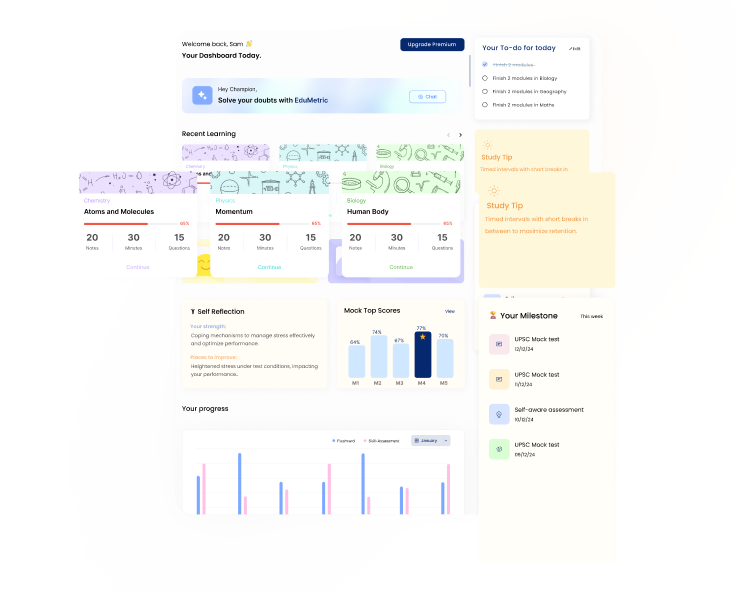 Welcome back, Sam 👋
Your Dashboard Today.
Upgrade Premium
Hey Champion,
Solve your doubts with EduMetric
Chat
Recent Learning
Chemistry
Physics
Biology
Chemistry
Atoms and Molecules
65%
20 30 15
Notes Minutes Questions
Continue
Physics
Momentum
65%
20 30 15
Notes Minutes Questions
Continue
Biology
Human Body
65%
20 30 15
Notes Minutes Questions
Continue
Self Reflection
Your strength:
Coping mechanisms to manage stress effectively
and optimize performance
Places to improve:
Heightened stress under test conditions, impacting
your performance..
Mock Top Scores
View
64% 74% 67% 77% 70%
M1 M2 M3 M4 M5
Your progress
Flashcard
Self-Assessment
January
Your To-do for today
Edit
Finish 2 modules
Finish 2 modules in Biology
Finish 2 modules in Geography
Finish 2 modules in Maths
Study Tip
Timed intervals with short breaks in
Study Tip
Timed intervals with short breaks in
between to maximize retention.
Your Milestone
This week
UPSC Mock test
12/12/24
UPSC Mock test
11/12/24
Self-aware assessment
10/12/24
UPSC Mock test
09/12/24